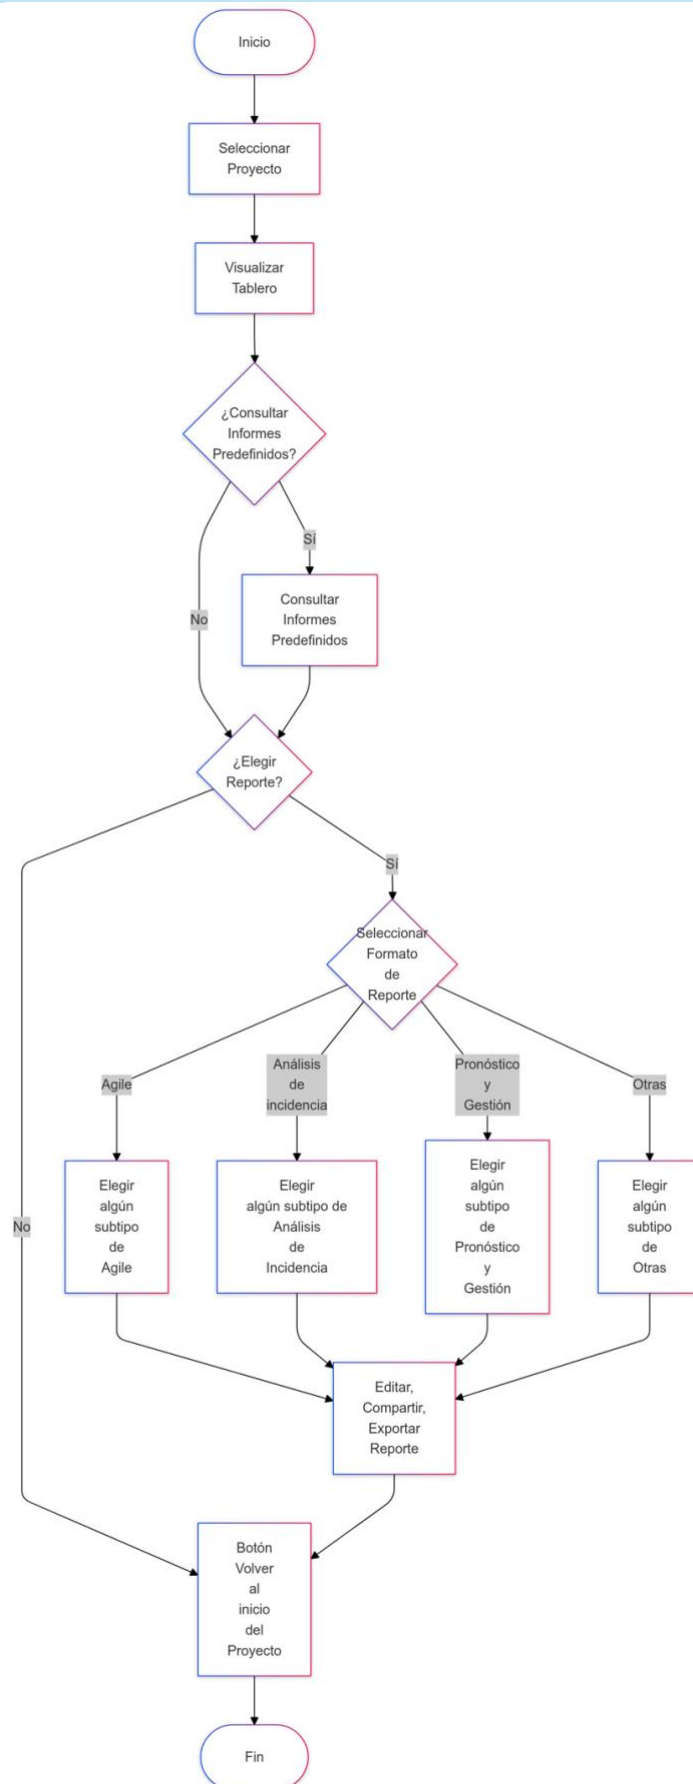 Inicio
Seleccionar
Proyecto
Visualizar
Tablero
¿Consultar
Informes
Predefinidos?
Sí
No
Consultar
Informes
Predefinidos
¿Elegir
Reporte?
Sí
No
Seleccionar
Formato
de
Reporte
Agile
Análisis
de
incidencia
Pronóstico
y
Gestión
Otras
Elegir
algún
subtipo
de
Agile
Elegir
algún subtipo de
Análisis
de
Incidencia
Elegir
algún
subtipo
de
Pronóstico
y
Gestión
Elegir
algún
subtipo
de
Otras
Editar,
Compartir,
Exportar
Reporte
Botón
Volver
al
inicio
del
Proyecto
Fin